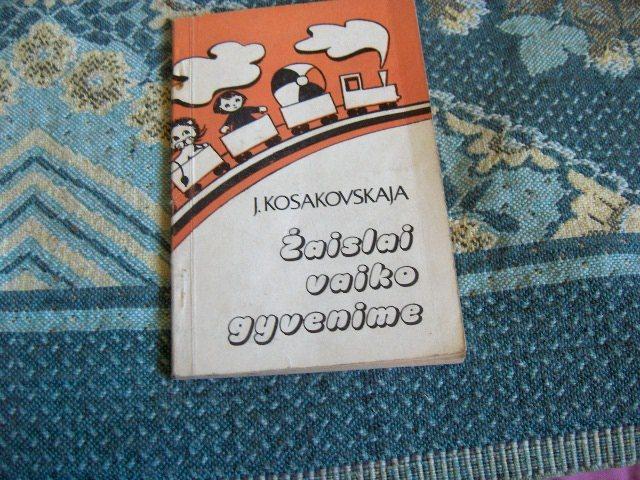 J. KOSAKOVSKAJA
Žaislai
vaiko
gyvenime